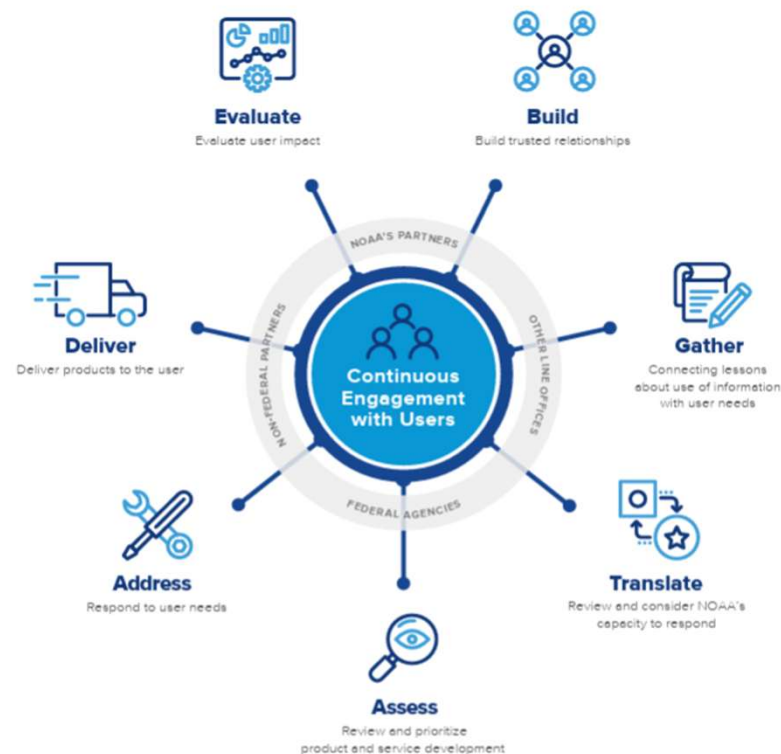 Evaluate
Evaluate user impact
Build
Build trusted relationships
NOAA'S PARTNERS
Deliver
Deliver products to the user
NON-FEDERAL PARTNERS
Continuous
Engagement
with Users
OTHER LINE OFFICES
Gather
Connecting lessons
about use of information
with user needs
FEDERAL AGENCIES
Address
Respond to user needs
Translate
Review and consider NOAA's
capacity to respond
Assess
Review and prioritize
product and service development